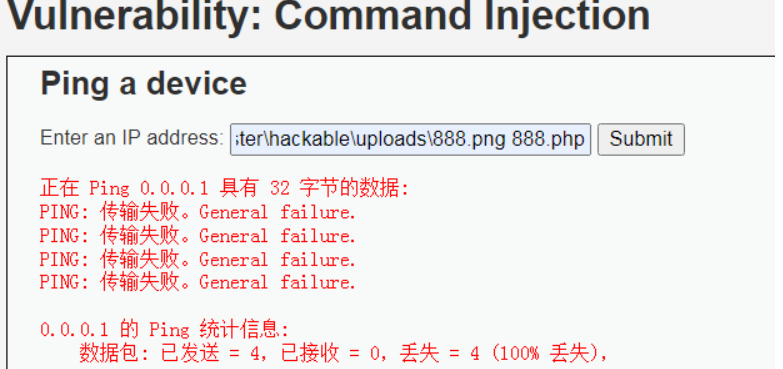 Vulnerability: Command Injection
Ping a device
Enter an IP address: ster\hackable\uploads\888.png 888.php Submit
正在 Ping 0.0.0.1 具有 32 字节的数据:
PING: 传输失败。General failure.
PING: 传输失败。General failure.
PING: 传输失败。General failure.
PING: 传输失败。General failure.
0.0.0.1 的 Ping 统计信息:
数据包: 已发送 = 4，已接收 = 0，丢失 = 4 (100% 丢失)，